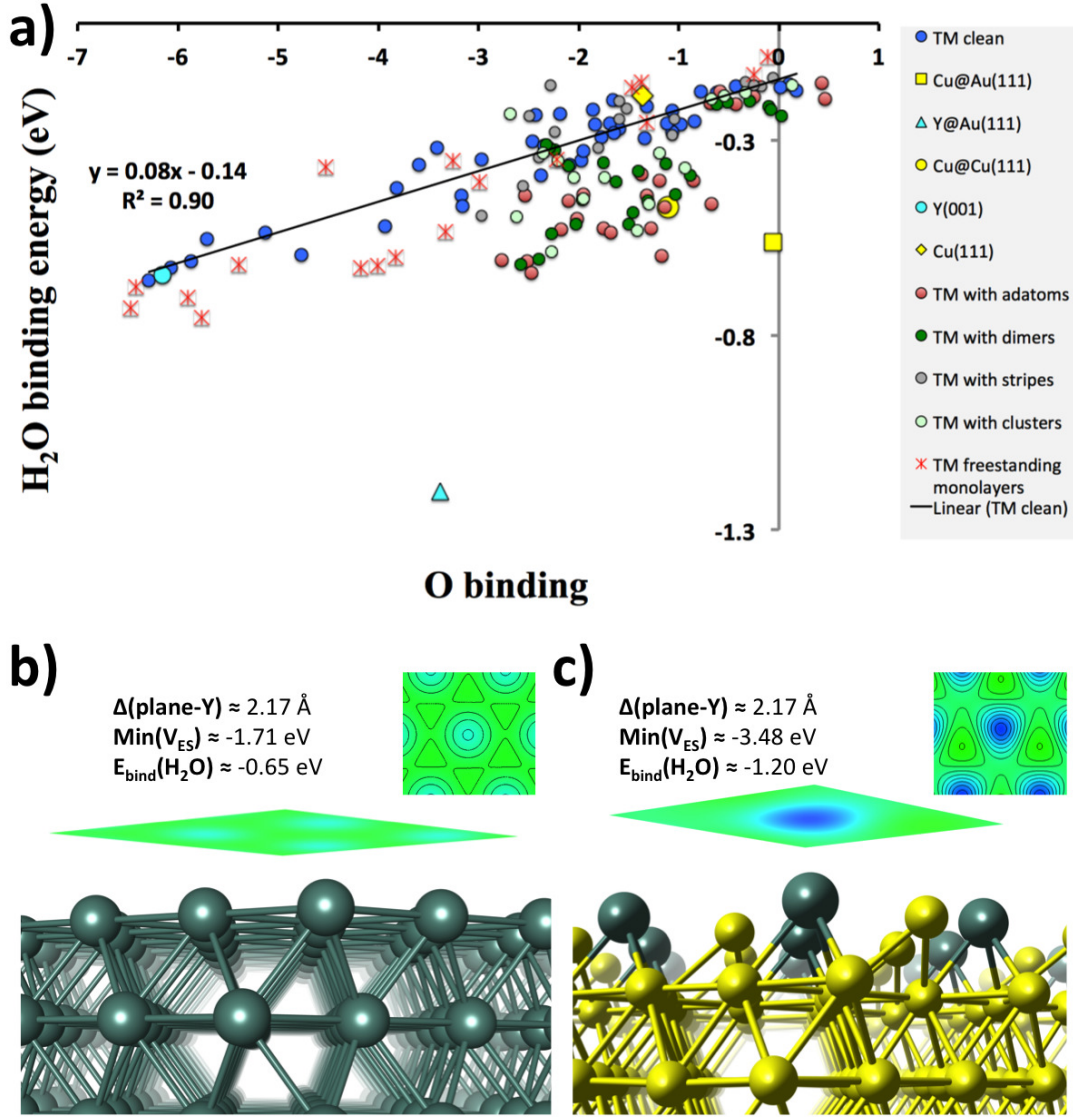 a)
-7 -6 -5 -4 -3 -2 -1 0 1
-0.3
-0.8
-1.3
H₂O binding energy (eV)
y = 0.08x - 0.14
R² = 0.90
O binding
TM clean
Cu@Au(111)
Y@Au(111)
Cu@Cu(111)
Y(001)
Cu(111)
TM with adatoms
TM with dimers
TM with stripes
TM with clusters
TM freestanding
monolayers
Linear (TM clean)
b)
Δ(plane-Y) ≈ 2.17 Å
Min(V_ES) ≈ -1.71 eV
E_bind(H₂O) ≈ -0.65 eV
c)
Δ(plane-Y) ≈ 2.17 Å
Min(V_ES) ≈ -3.48 eV
E_bind(H₂O) ≈ -1.20 eV